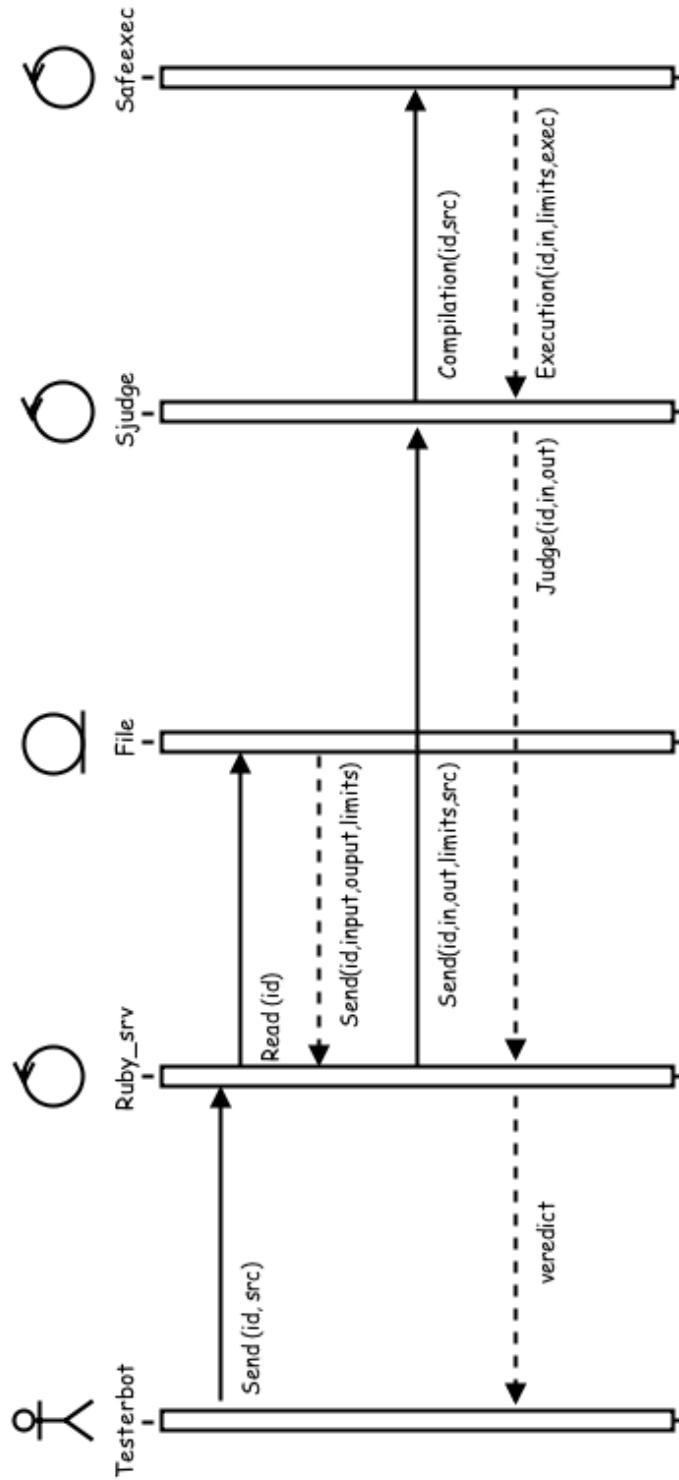 Testerbot
Ruby_srv
File
Sjudge
Safeexec
Send (id, src)
Read (id)
Send(id,input,ouput,limits)
Send(id,in,out,limits,src)
Compilation(id,src)
Execution(id,in,limits,exec)
Judge(id,in,out)
veredict